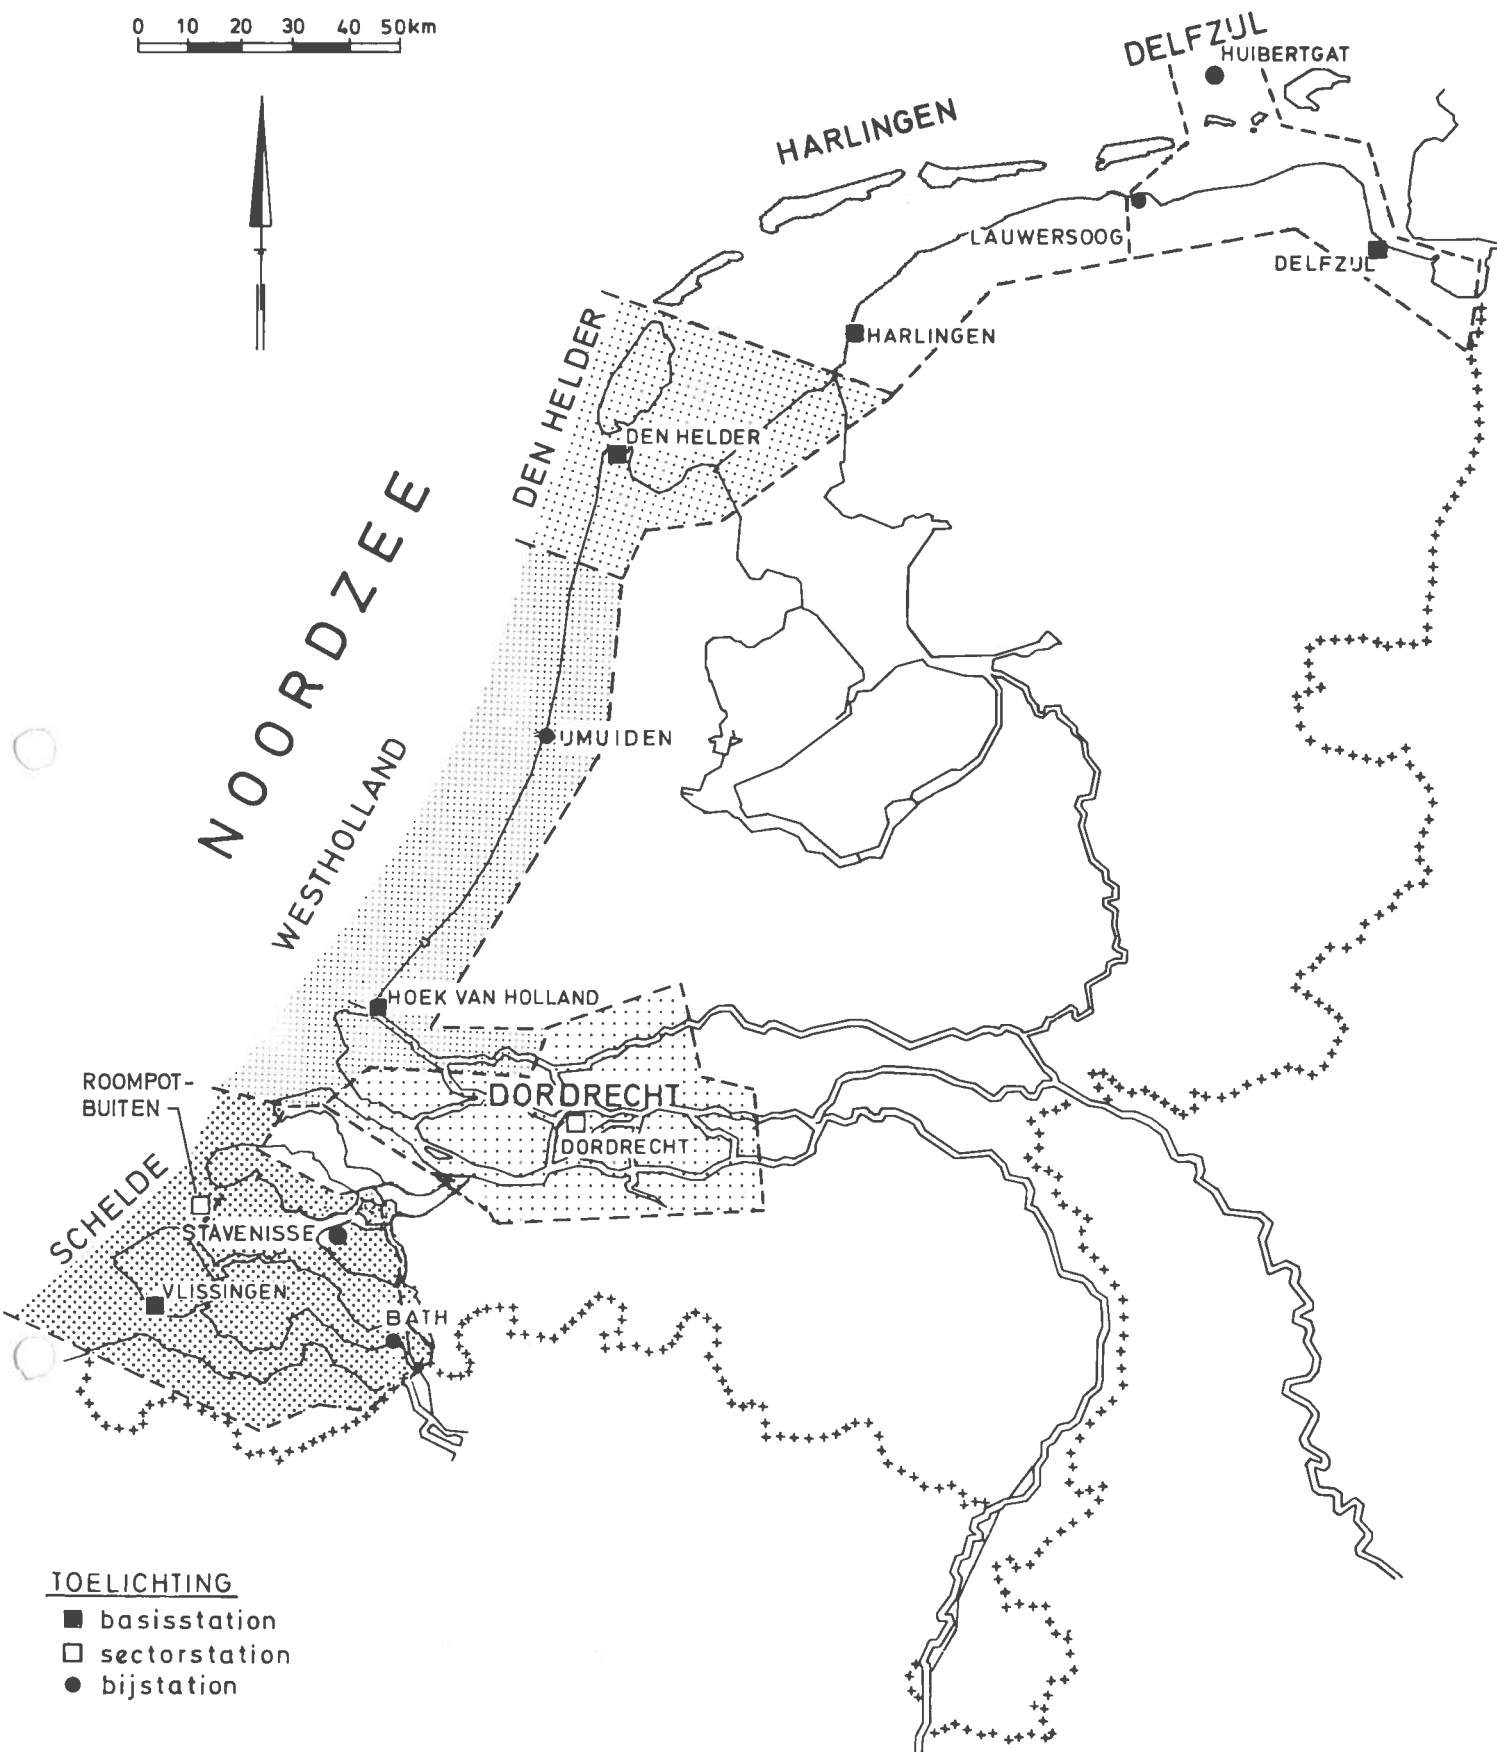 0 10 20 30 40 50km
DELFZIJL
HUIBERTGAT
HARLINGEN
LAUWERSOOG
DELFZIJL
HARLINGEN
DEN HELDER
DEN HELDER
NOORDZEE
IJMUIDEN
WESTHOLLAND
HOEK VAN HOLLAND
ROOMPOT-
BUITEN
DORDRECHT
DORDRECHT
SCHELDE
STAVENISSE
VLISSINGEN
BATH
TOELICHTING
basisstation
sectorstation
bijstation